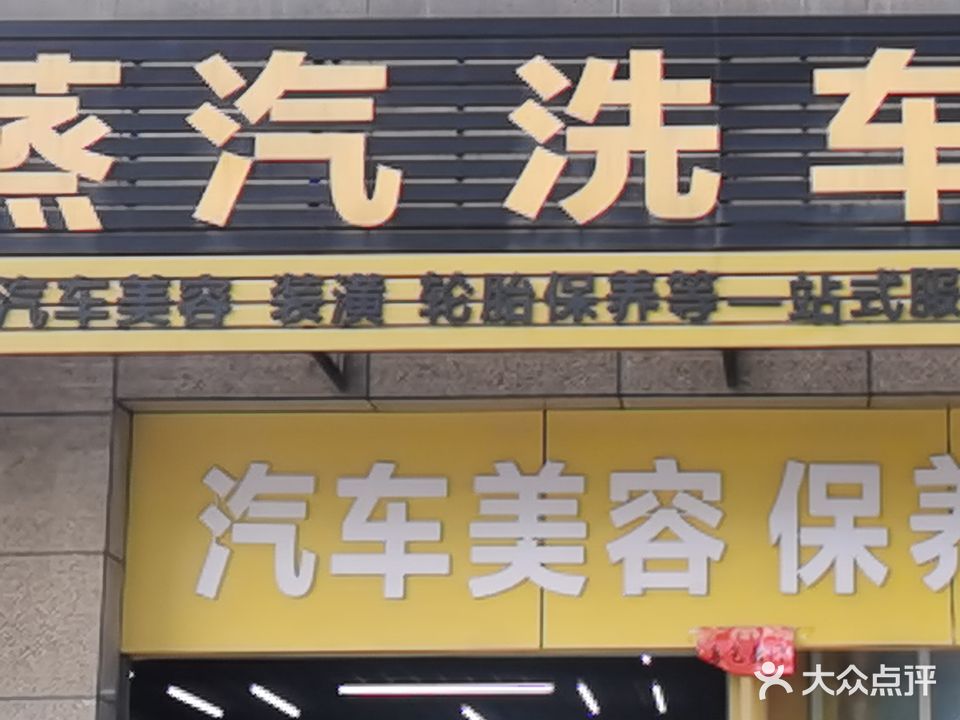 蒸汽洗车
汽车美容 装潢 轮胎保养等一站式服
汽车美容 保养
大众点评